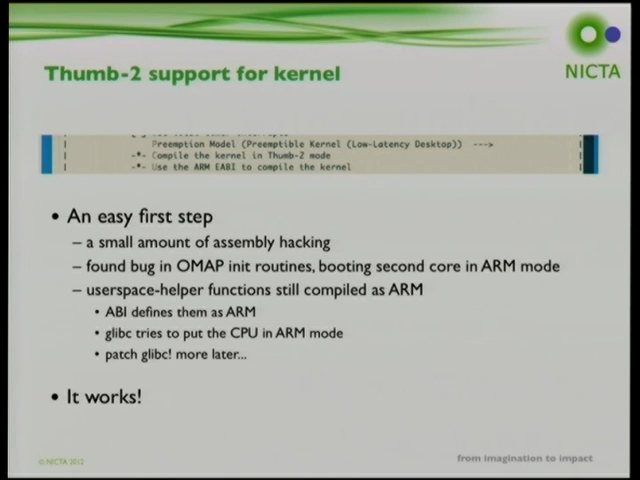 NICTA
Thumb-2 support for kernel
Preemption Model (Preemptible Kernel (Low-Latency Desktop)) --->
-*- Compile the kernel in Thumb-2 mode
-*- Use the ARM EABI to compile the kernel
• An easy first step
– a small amount of assembly hacking
– found bug in OMAP init routines, booting second core in ARM mode
– userspace-helper functions still compiled as ARM
• ABI defines them as ARM
• glibc tries to put the CPU in ARM mode
• patch glibc! more later...
• It works!
© NICTA 2012
from imagination to impact